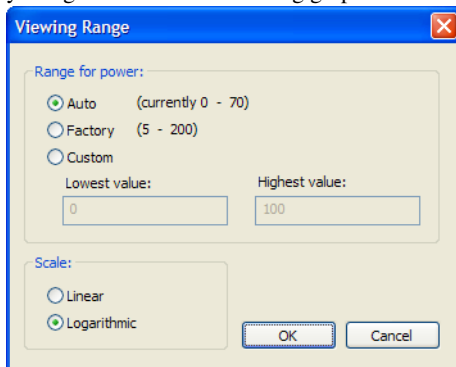 Viewing Range
Range for power:
Auto (currently 0 - 70)
Factory (5 - 200)
Custom
Lowest value: Highest value:
0 100
Scale:
Linear
Logarithmic
OK Cancel